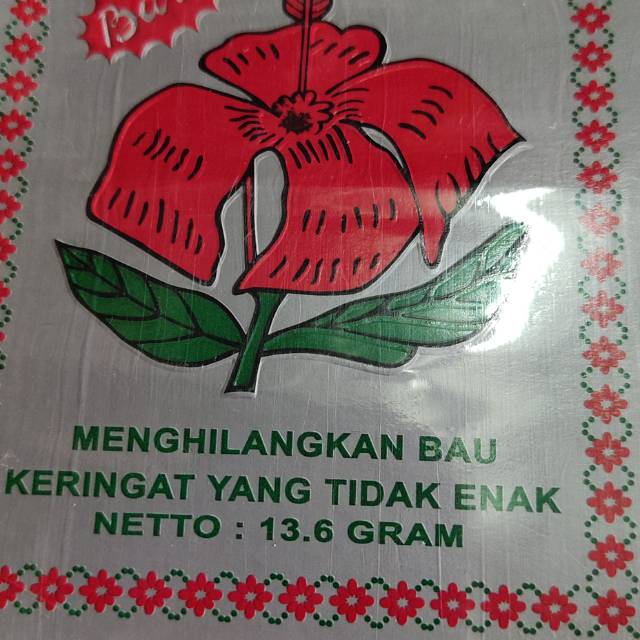 MENGHILANGKAN BAU
KERINGAT YANG TIDAK ENAK
NETTO : 13.6 GRAM